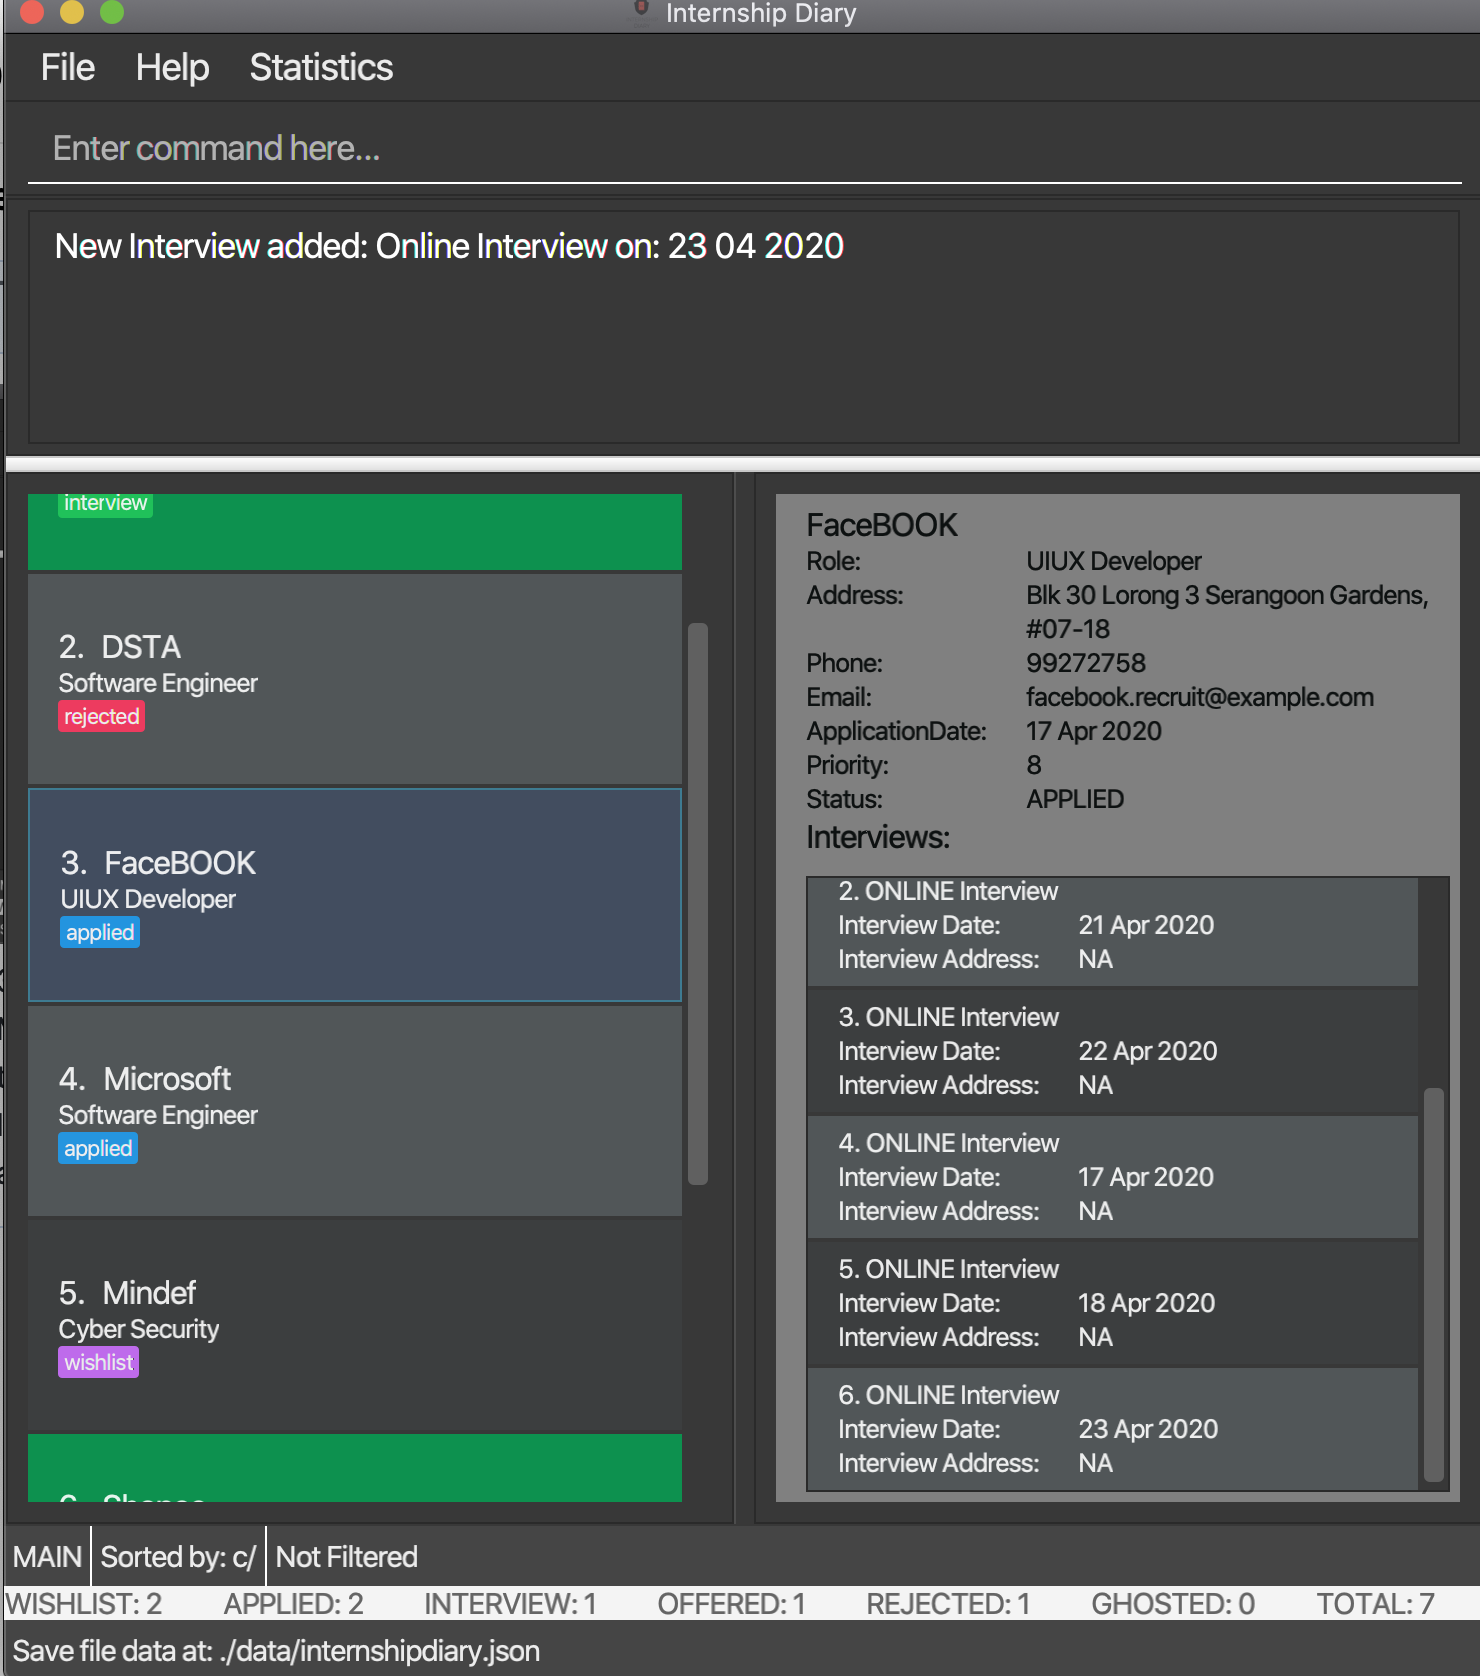 Internship Diary
File Help Statistics
Enter command here...
New Interview added: Online Interview on: 23 04 2020
interview
2. DSTA
Software Engineer
rejected
3. FaceBOOK
UIUX Developer
applied
4. Microsoft
Software Engineer
applied
5. Mindef
Cyber Security
wishlist
FaceBOOK
Role: UIUX Developer
Address: Blk 30 Lorong 3 Serangoon Gardens,
#07-18
Phone: 99272758
Email: facebook.recruit@example.com
ApplicationDate: 17 Apr 2020
Priority: 8
Status: APPLIED
Interviews:
2. ONLINE Interview
Interview Date: 21 Apr 2020
Interview Address: NA
3. ONLINE Interview
Interview Date: 22 Apr 2020
Interview Address: NA
4. ONLINE Interview
Interview Date: 17 Apr 2020
Interview Address: NA
5. ONLINE Interview
Interview Date: 18 Apr 2020
Interview Address: NA
6. ONLINE Interview
Interview Date: 23 Apr 2020
Interview Address: NA
MAIN Sorted by: c/ Not Filtered
WISHLIST: 2 APPLIED: 2 INTERVIEW: 1 OFFERED: 1 REJECTED: 1 GHOSTED: 0 TOTAL: 7
Save file data at: ./data/internshipdiary.json